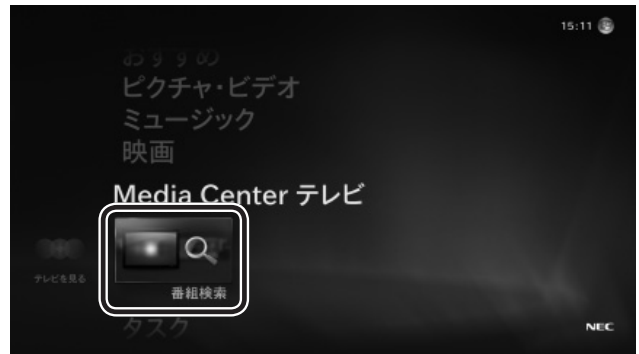 15:11
おすすめ
ピクチャ・ビデオ
ミュージック
映画
Media Center テレビ
テレビを見る
番組検索
タスク
NEC